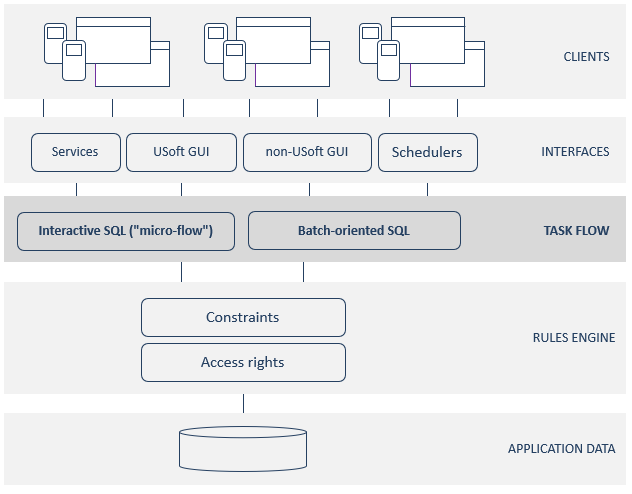 CLIENTS
Services
USoft GUI
non-USoft GUI
Schedulers
INTERFACES
Interactive SQL ("micro-flow")
Batch-oriented SQL
TASK FLOW
Constraints
RULES ENGINE
Access rights
APPLICATION DATA